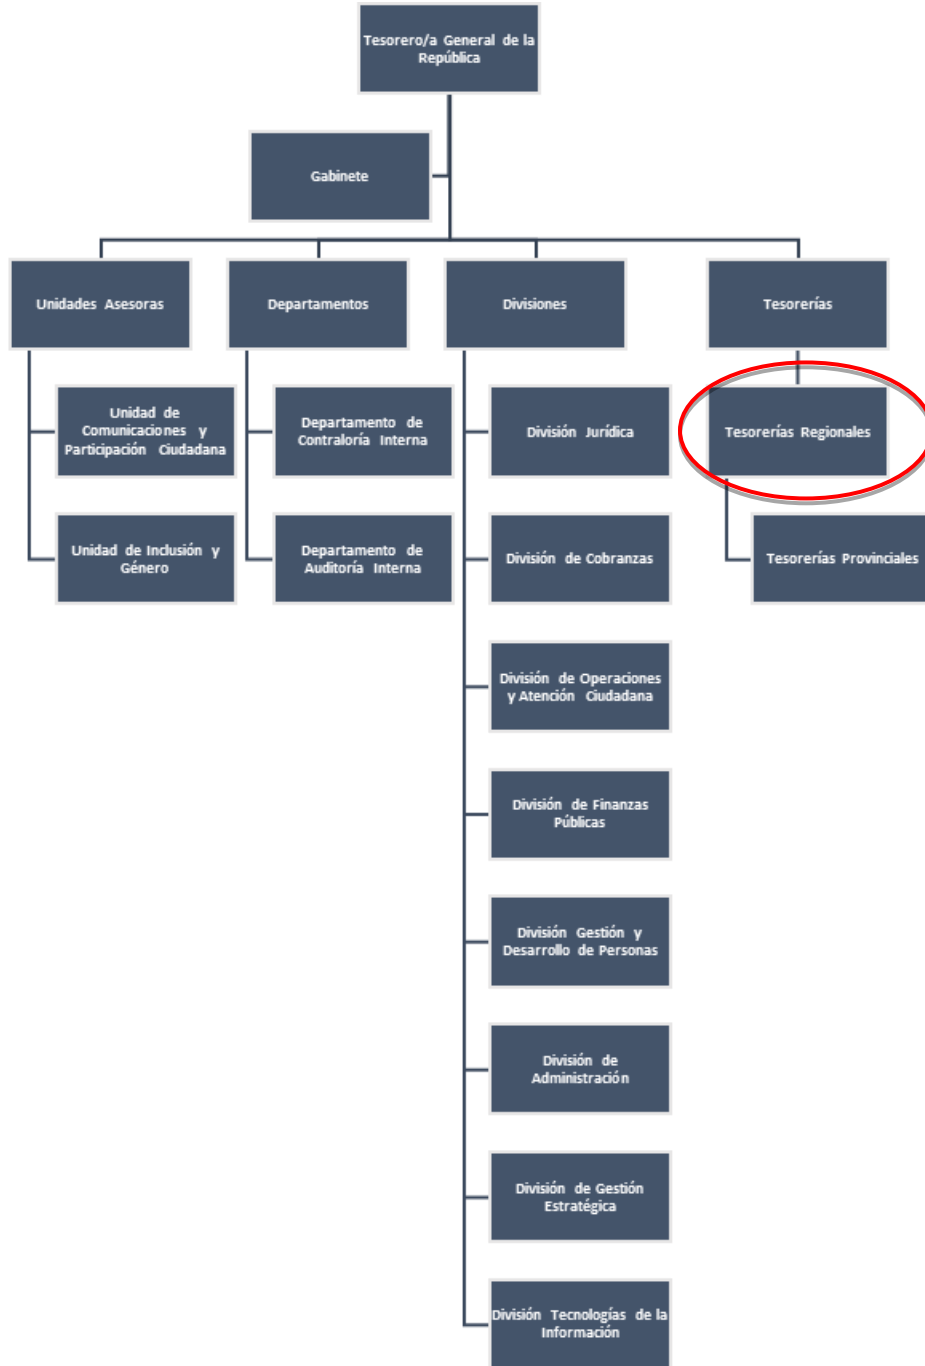 Tesorero/a General de la
República
Gabinete
Unidades Asesoras
Departamentos
Divisiones
Tesorerías
Unidad de
Comunicaciones y
Participación Ciudadana
Unidad de Inclusión y
Género
Departamento de
Contraloría Interna
Departamento de
Auditoría Interna
División Jurídica
División de Cobranzas
División de Operaciones
y Atención Ciudadana
División de Finanzas
Públicas
División Gestión y
Desarrollo de Personas
División de
Administración
División de Gestión
Estratégica
División Tecnologías de la
Información
Tesorerías Regionales
Tesorerías Provinciales